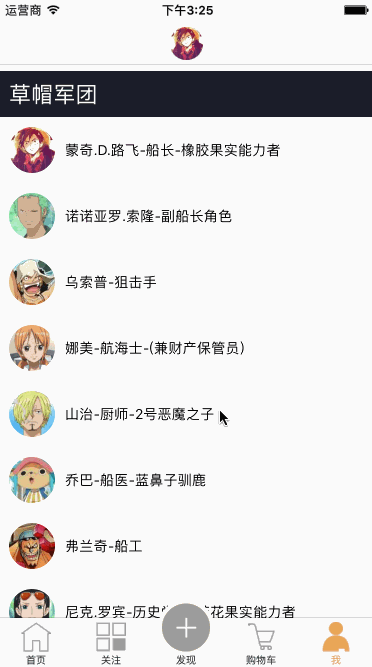 运营商 下午3:25
草帽军团
蒙奇.D.路飞-船长-橡胶果实能力者
诺诺亚罗.索隆-副船长角色
乌索普-狙击手
娜美-航海士-(兼财产保管员)
山治-厨师-2号恶魔之子
乔巴-船医-蓝鼻子驯鹿
弗兰奇-船工
尼克.罗宾-历史 花果实能力者
首页 关注 发现 购物车 我